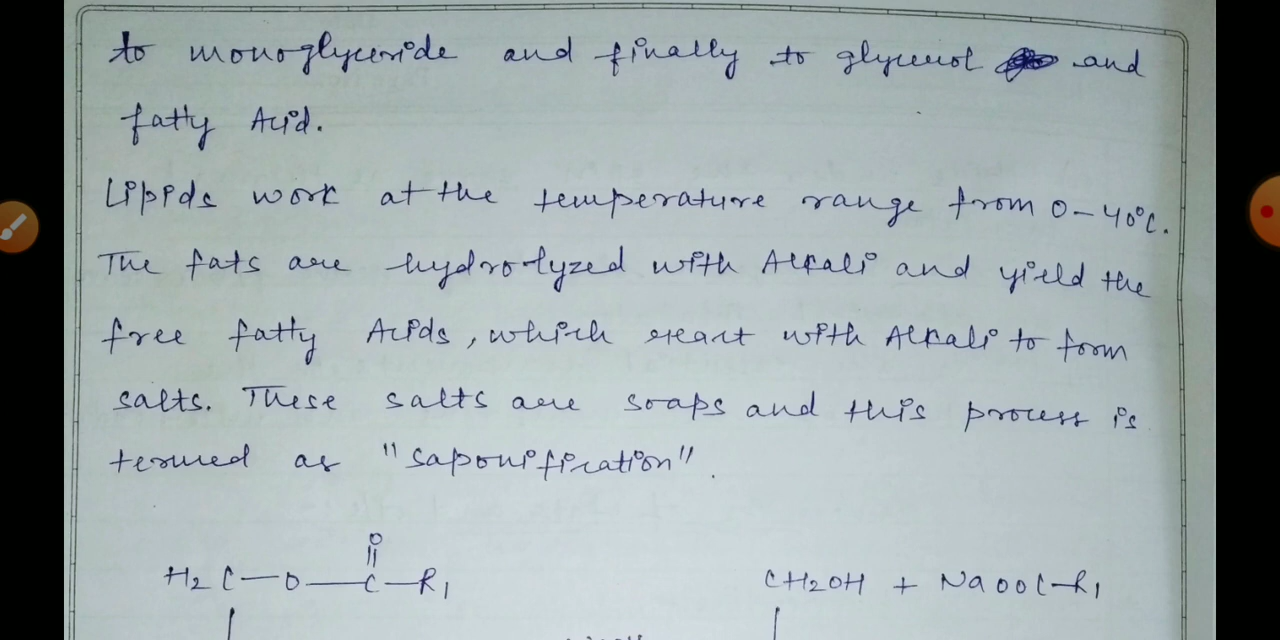 to monoglyceride and finally to glycerol and
fatty Acid.
Lipids work at the temperature range from 0-40°C.
The fats are hydrolyzed with Alkali and yield the
free fatty Acids, which react with Alkali to form
salts. These salts are soaps and this process is
termed as "saponification".
O
||
H2C—O—C—R1
CH2OH + NaOOC—R1